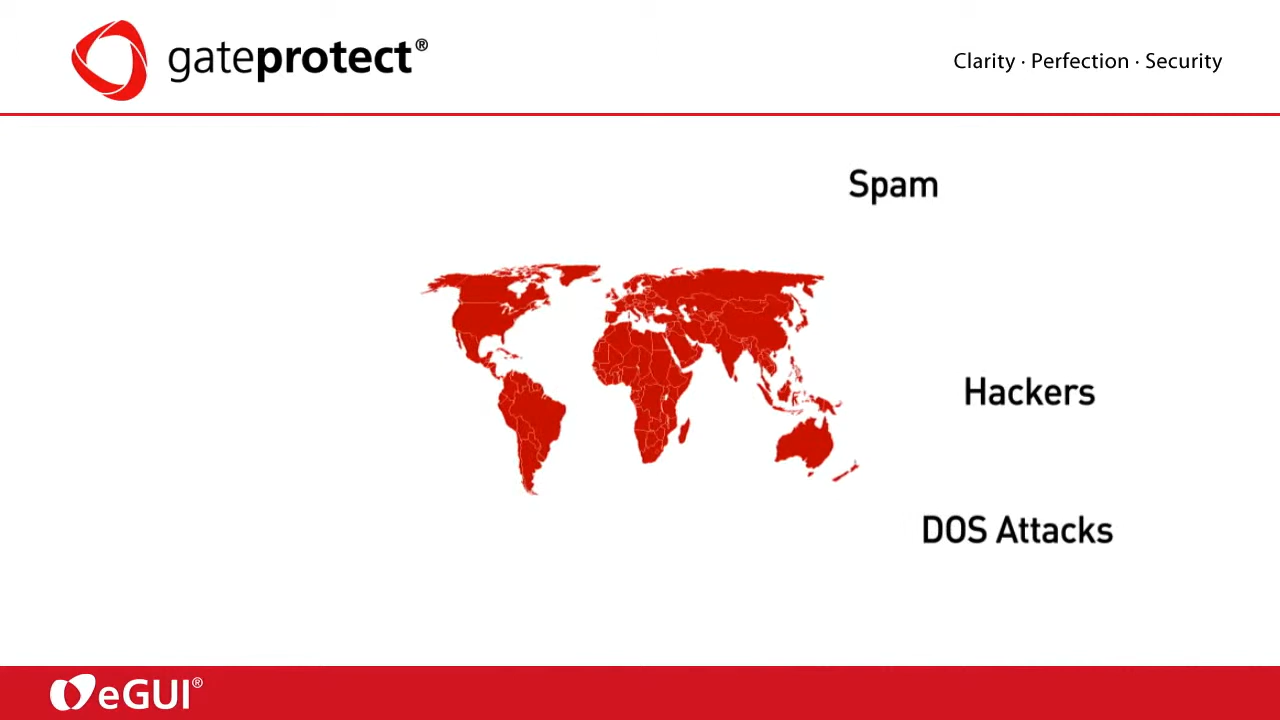 gateprotect®
Clarity · Perfection · Security
Spam
Hackers
DOS Attacks
eGUI®